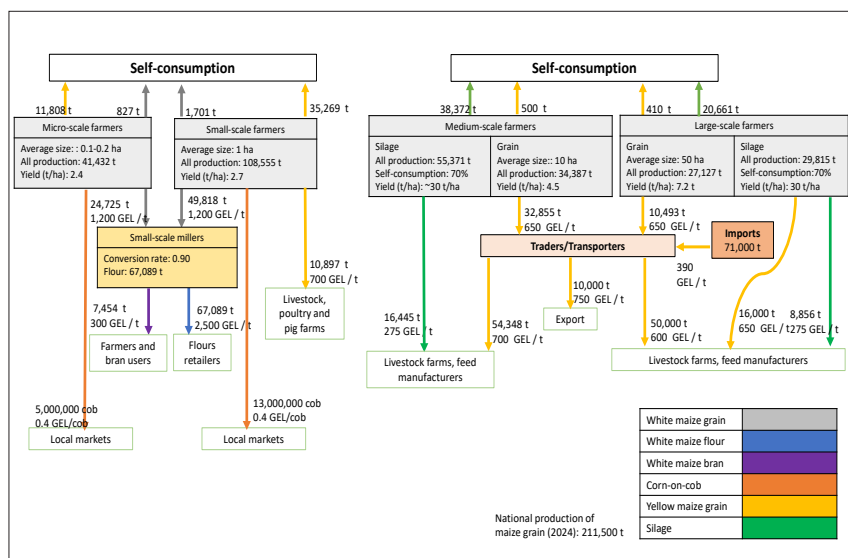 Self-consumption
Self-consumption
11,808 t
827 t
1,701 t
35,269 t
38,372 t
500 t
410 t
20,661 t
Micro-scale farmers
Average size: : 0.1-0.2 ha
All production: 41,432 t
Yield (t/ha): 2.4
Small-scale farmers
Average size: 1 ha
All production: 108,555 t
Yield (t/ha): 2.7
Medium-scale farmers
Silage
All production: 55,371 t
Self-consumption: 70%
Yield (t/ha): ~30 t/ha
Grain
Average size:: 10 ha
All production: 34,387 t
Yield (t/ha): 4.5
Large-scale farmers
Grain
Average size: 50 ha
All production: 27,127 t
Yield (t/ha): 7.2 t
Silage
All production: 29,815 t
Self-consumption:70%
Yield (t/ha): 30 t/ha
24,725 t
1,200 GEL / t
49,818 t
1,200 GEL / t
Small-scale millers
Conversion rate: 0.90
Flour: 67,089 t
10,897 t
700 GEL / t
32,855 t
650 GEL / t
10,493 t
650 GEL / t
Traders/Transporters
Imports
71,000 t
390
GEL / t
7,454 t
300 GEL / t
67,089 t
2,500 GEL / t
Farmers and
bran users
Flours
retailers
Livestock,
poultry and
pig farms
16,445 t
275 GEL / t
54,348 t
700 GEL / t
10,000 t
750 GEL / t
Export
50,000 t
600 GEL / t
16,000 t
650 GEL / t
8,856 t
275 GEL / t
Livestock farms, feed
manufacturers
Livestock farms, feed manufacturers
5,000,000 cob
0.4 GEL/cob
Local markets
13,000,000 cob
0.4 GEL/cob
Local markets
National production of
maize grain (2024): 211,500 t
White maize grain
White maize flour
White maize bran
Corn-on-cob
Yellow maize grain
Silage